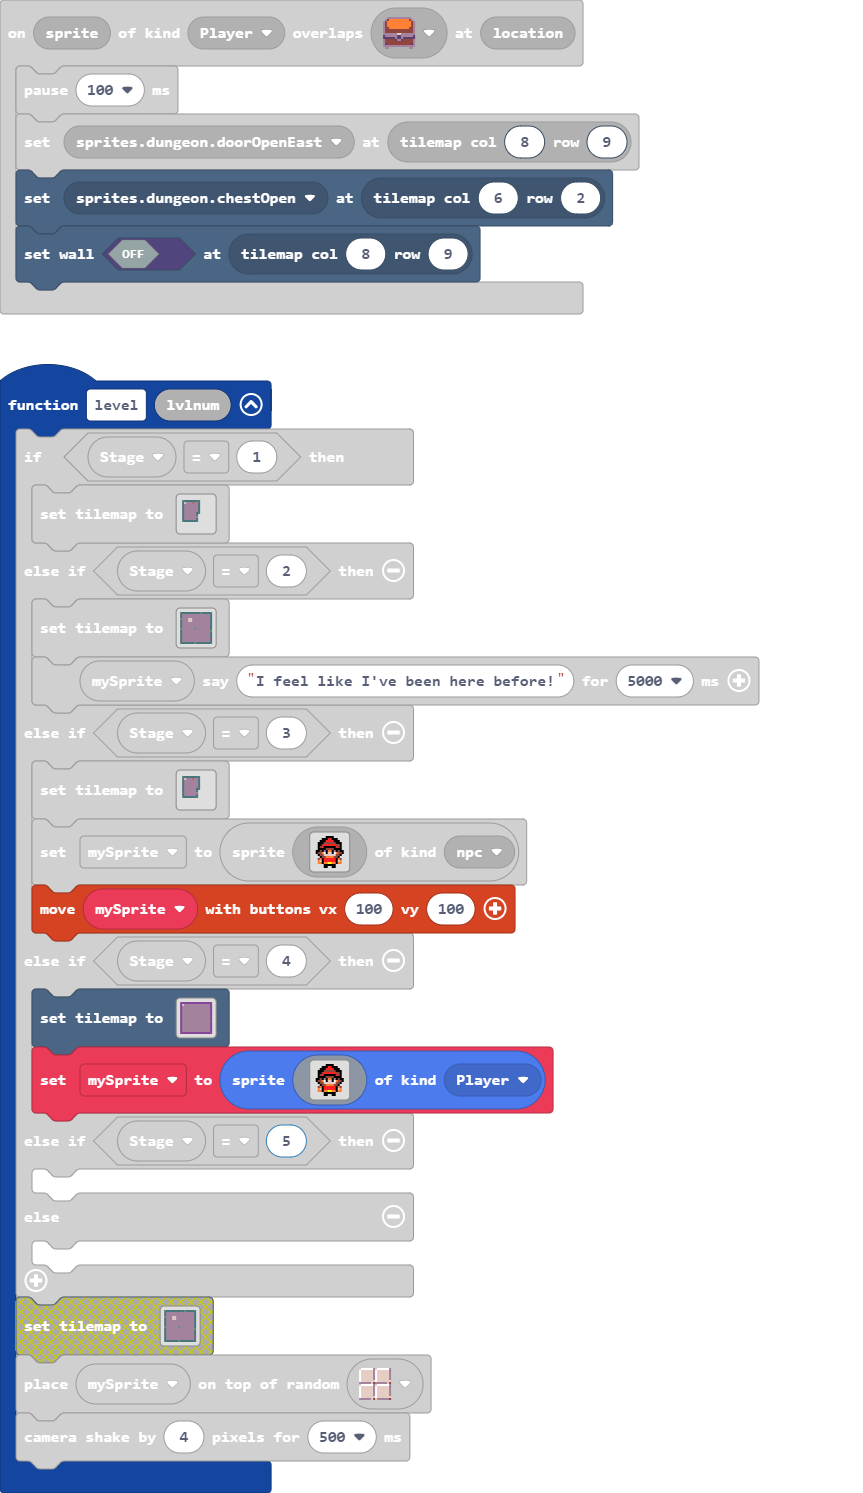 on sprite of kind Player overlaps at location
pause 100 ms
set sprites.dungeon.doorOpenEast at tilemap col 8 row 9
set sprites.dungeon.chestOpen at tilemap col 6 row 2
set wall OFF at tilemap col 8 row 9
function level lvlnum
if Stage = 1 then
set tilemap to
else if Stage = 2 then
set tilemap to
mySprite say "I feel like I've been here before!" for 5000 ms
else if Stage = 3 then
set tilemap to
set mySprite to sprite of kind npc
move mySprite with buttons vx 100 vy 100
else if Stage = 4 then
set tilemap to
set mySprite to sprite of kind Player
else if Stage = 5 then
else
set tilemap to
place mySprite on top of random
camera shake by 4 pixels for 500 ms